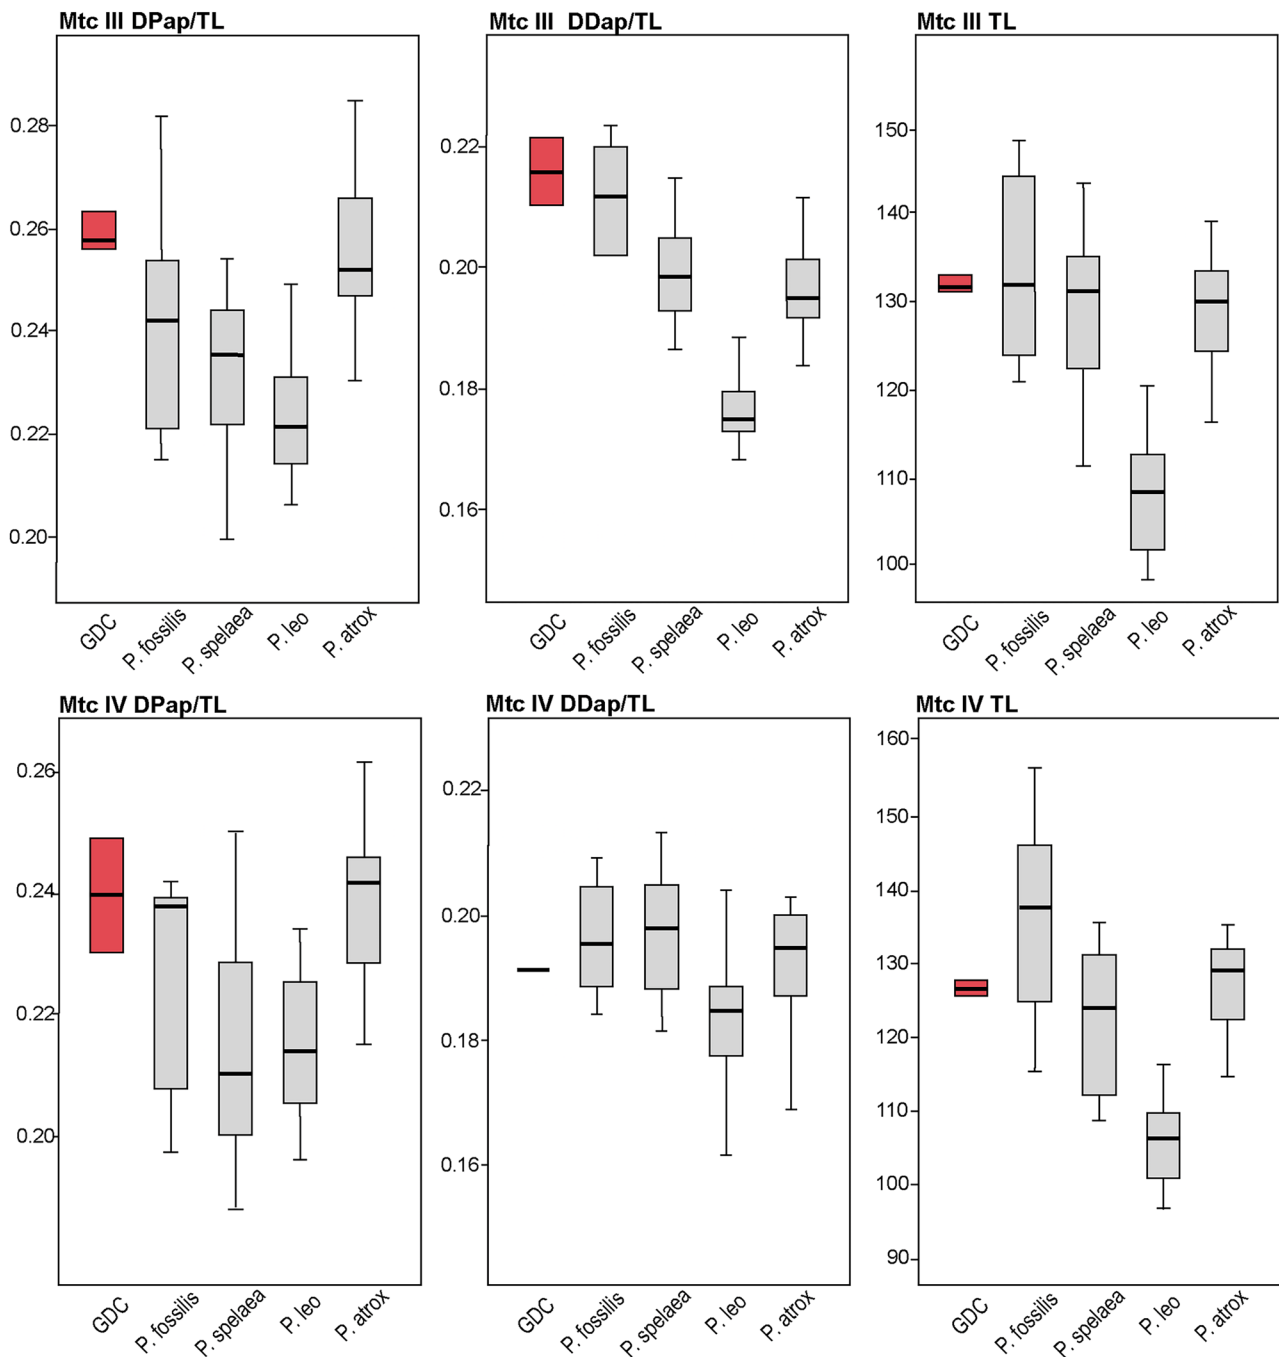 Mtc III DPap/TL
0.28
0.26
0.24
0.22
0.20
GDC
P. fossilis
P. spelaea
P. leo
P. atrox
Mtc III DDap/TL
0.22
0.20
0.18
0.16
GDC
P. fossilis
P. spelaea
P. leo
P. atrox
Mtc III TL
150
140
130
120
110
100
GDC
P. fossilis
P. spelaea
P. leo
P. atrox
Mtc IV DPap/TL
0.26
0.24
0.22
0.20
GDC
P. fossilis
P. spelaea
P. leo
P. atrox
Mtc IV DDap/TL
0.22
0.20
0.18
0.16
GDC
P. fossilis
P. spelaea
P. leo
P. atrox
Mtc IV TL
160
150
140
130
120
110
100
90
GDC
P. fossilis
P. spelaea
P. leo
P. atrox